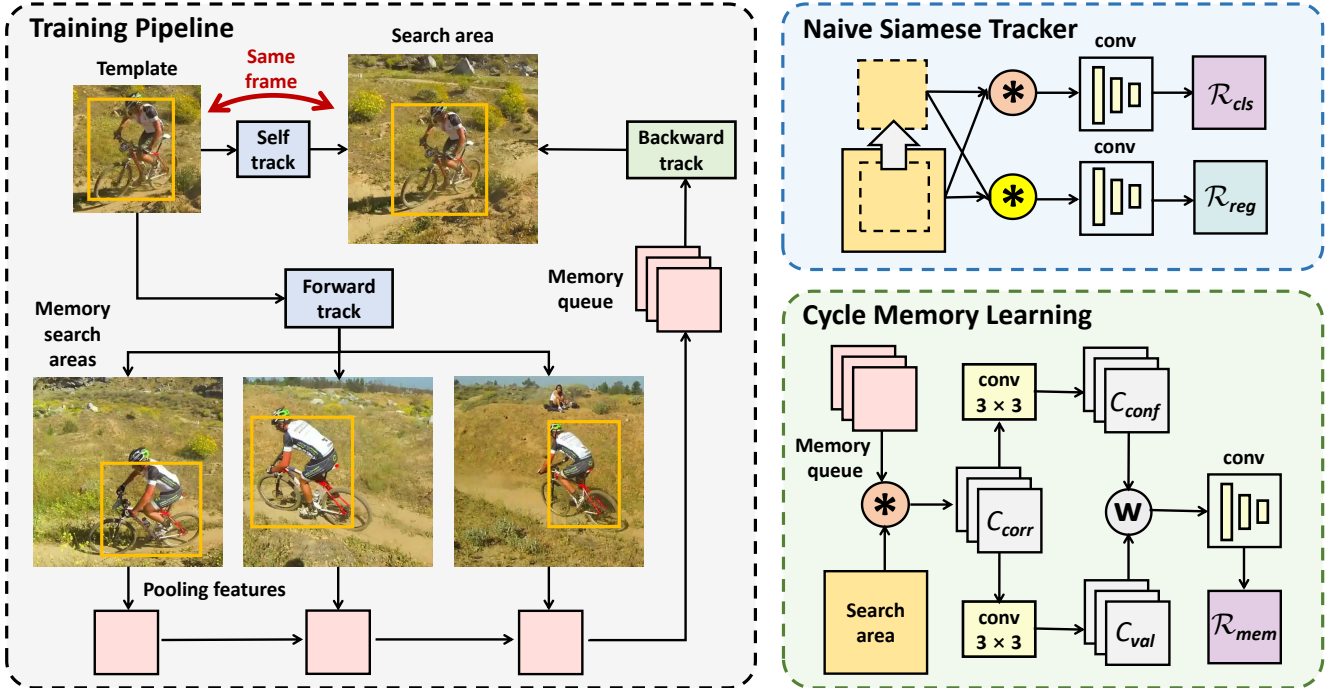 Training Pipeline
Template
Same
frame
Search area
Self
track
Backward
track
Forward
track
Memory
queue
Memory
search
areas
Pooling features
Naive Siamese Tracker
*
conv
R_cls
*
conv
R_reg
Cycle Memory Learning
Memory
queue
*
Search
area
C_corr
conv
3 × 3
C_conf
conv
3 × 3
C_val
W
conv
R_mem